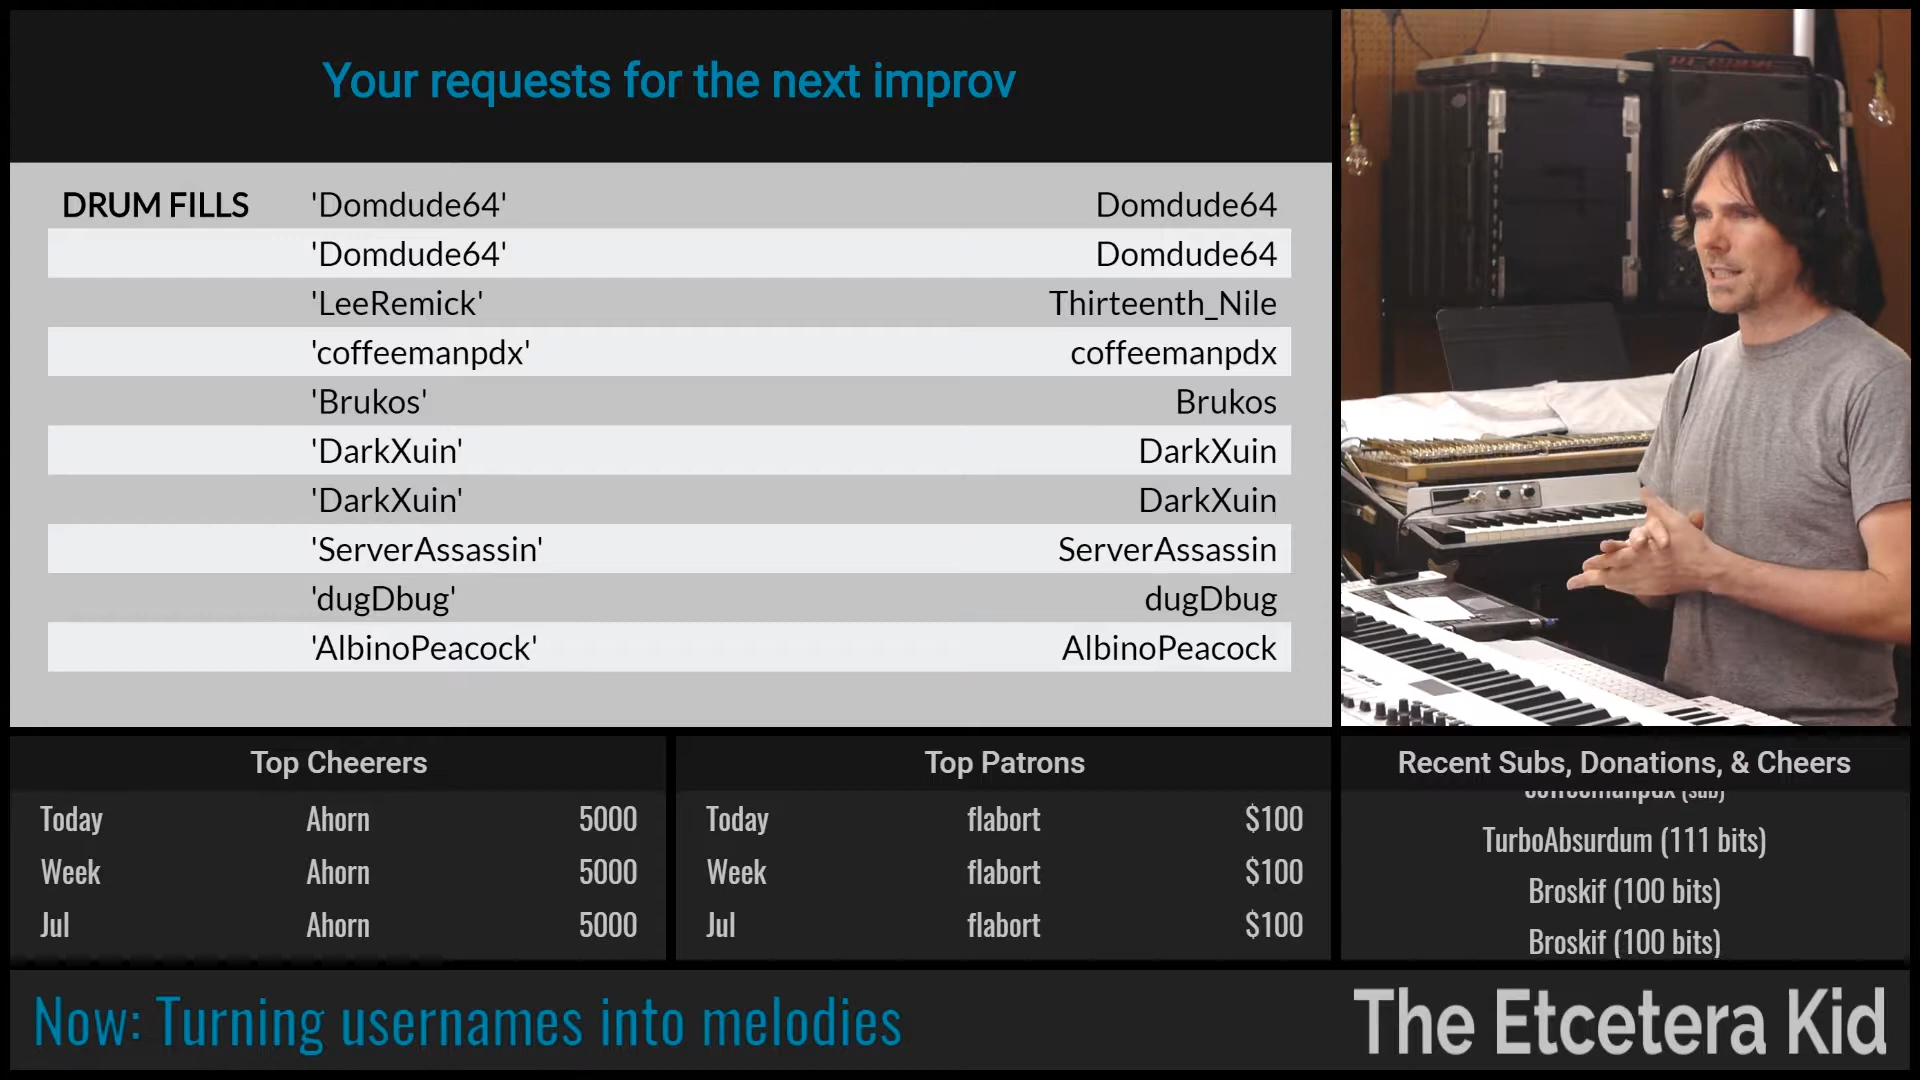 Your requests for the next improv
DRUM FILLS 'Domdude64' Domdude64
'Domdude64' Domdude64
'LeeRemick' Thirteenth_Nile
'coffeemanpdx' coffeemanpdx
'Brukos' Brukos
'DarkXuin' DarkXuin
'DarkXuin' DarkXuin
'ServerAssassin' ServerAssassin
'dugDbug' dugDbug
'AlbinoPeacock' AlbinoPeacock
Top Cheerers
Today Ahorn 5000
Week Ahorn 5000
Jul Ahorn 5000
Top Patrons
Today flabort $100
Week flabort $100
Jul flabort $100
Recent Subs, Donations, & Cheers
coffeemanpdx (sub)
TurboAbsurdum (111 bits)
Broskif (100 bits)
Broskif (100 bits)
Now: Turning usernames into melodies
The Etcetera Kid